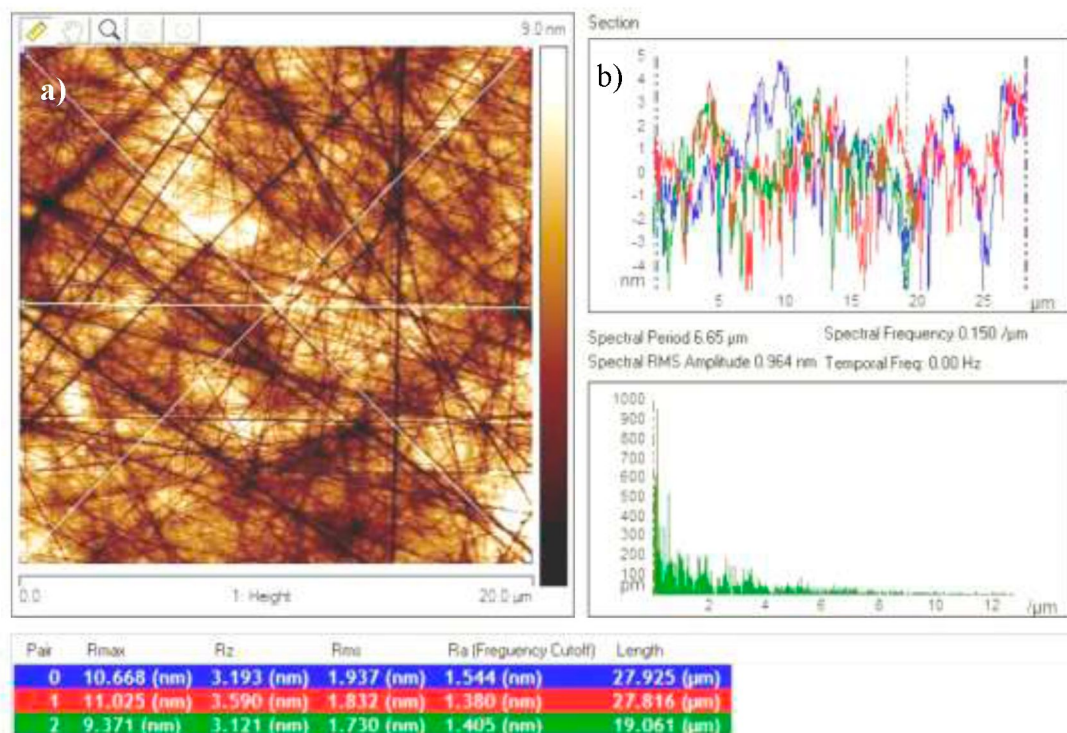 9.0 nm
a)
0.0
1: Height
20.0 µm
Section
b)
5
4
3
2
1
0
-1
-2
-3
-4
nm
5 10 15 20 25 µm
Spectral Period 6.65 µm Spectral Frequency 0.150 /µm
Spectral RMS Amplitude 0.964 nm Temporal Freq: 0.00 Hz
1000
900
800
700
600
500
400
300
200
100
pm
2 4 6 8 10 12 /µm
Pair Rmax Rz Rms Ra (Freguency Cutoff) Length
0 10.668 (nm) 3.193 (nm) 1.937 (nm) 1.544 (nm) 27.925 (µm)
1 11.025 (nm) 3.590 (nm) 1.832 (nm) 1.380 (nm) 27.816 (µm)
2 9.371 (nm) 3.121 (nm) 1.730 (nm) 1.405 (nm) 19.061 (µm)